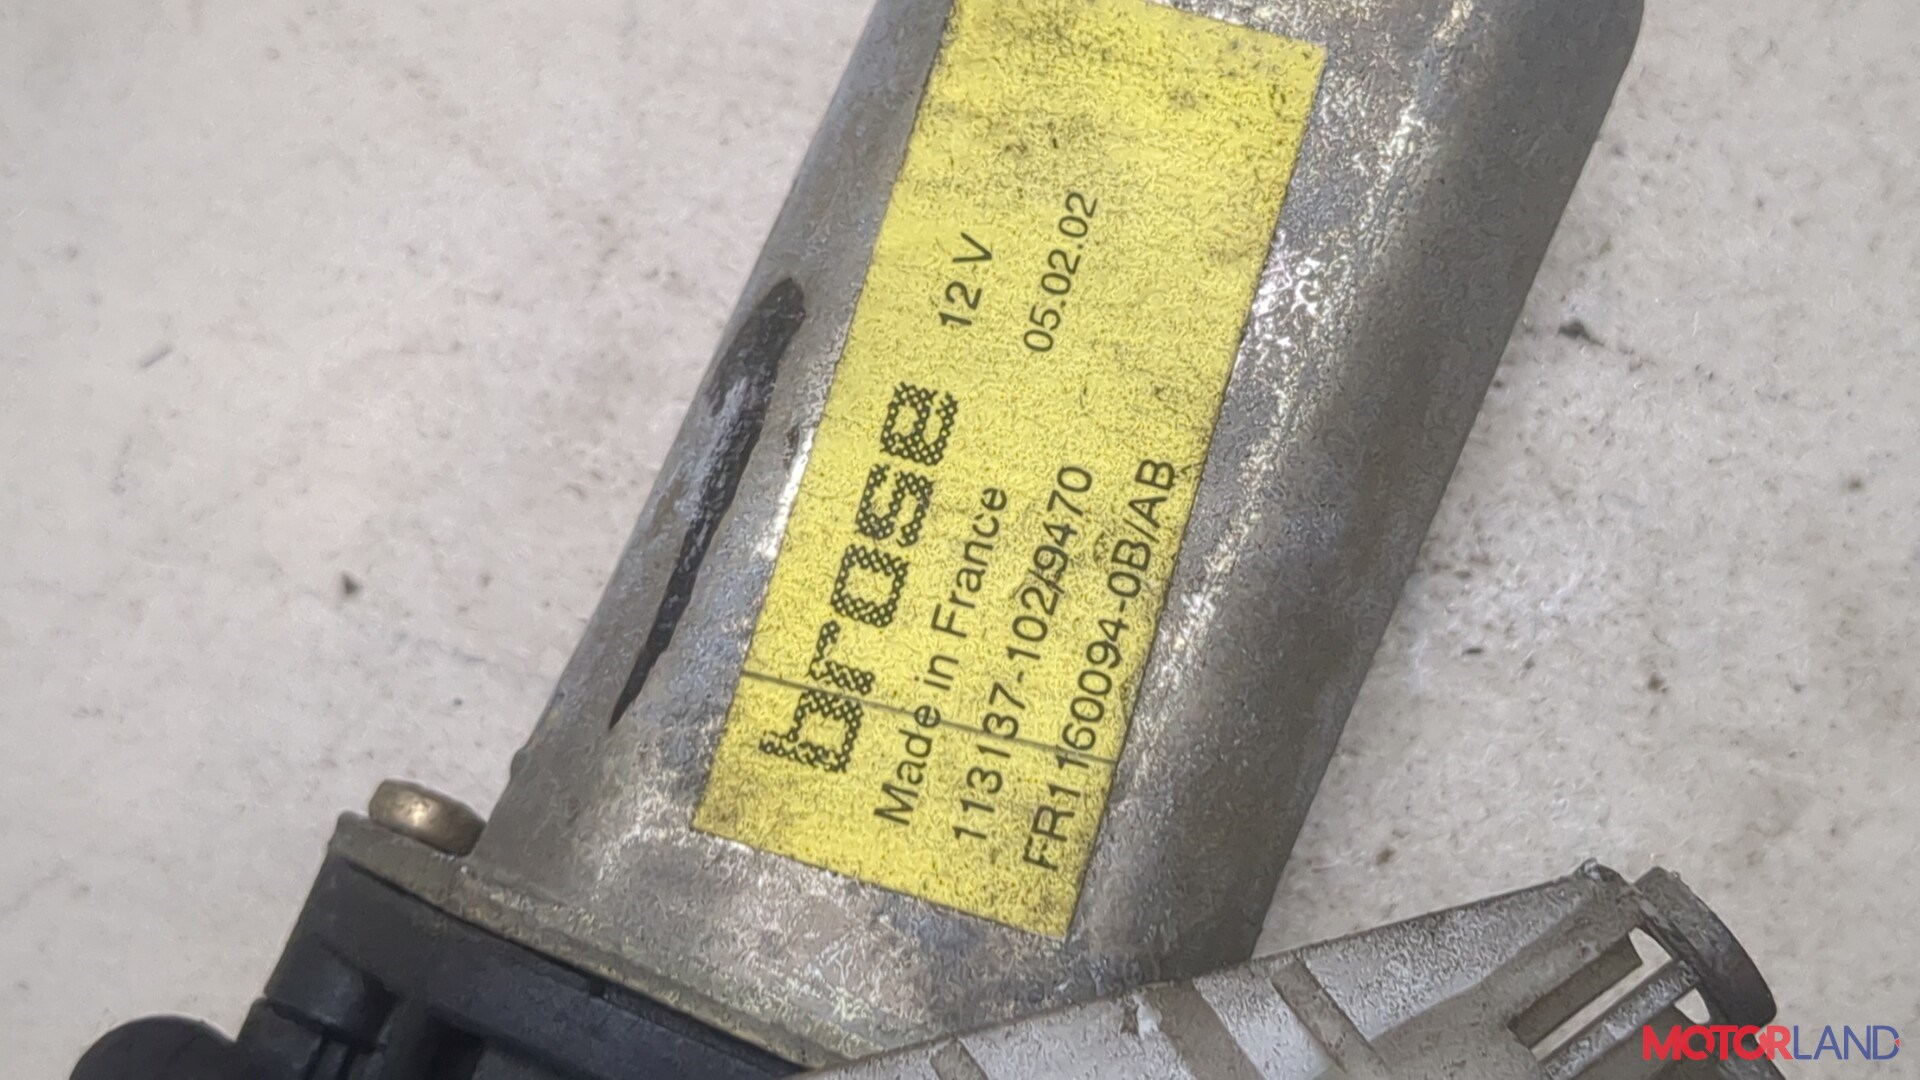 brose 12 V
Made in France 05.02.02
113137-102/9470
FR1160094-0B/AB
MOTORLAND